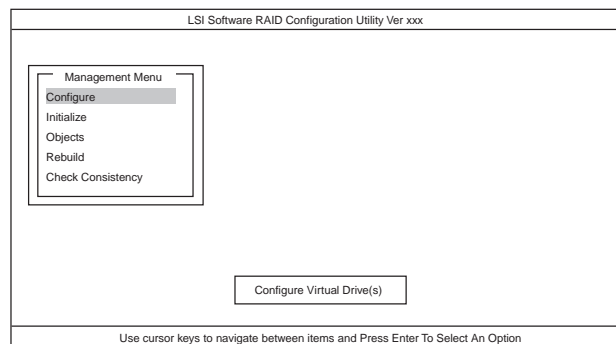 LSI Software RAID Configuration Utility Ver xxx
Management Menu
Configure
Initialize
Objects
Rebuild
Check Consistency
Configure Virtual Drive(s)
Use cursor keys to navigate between items and Press Enter To Select An Option